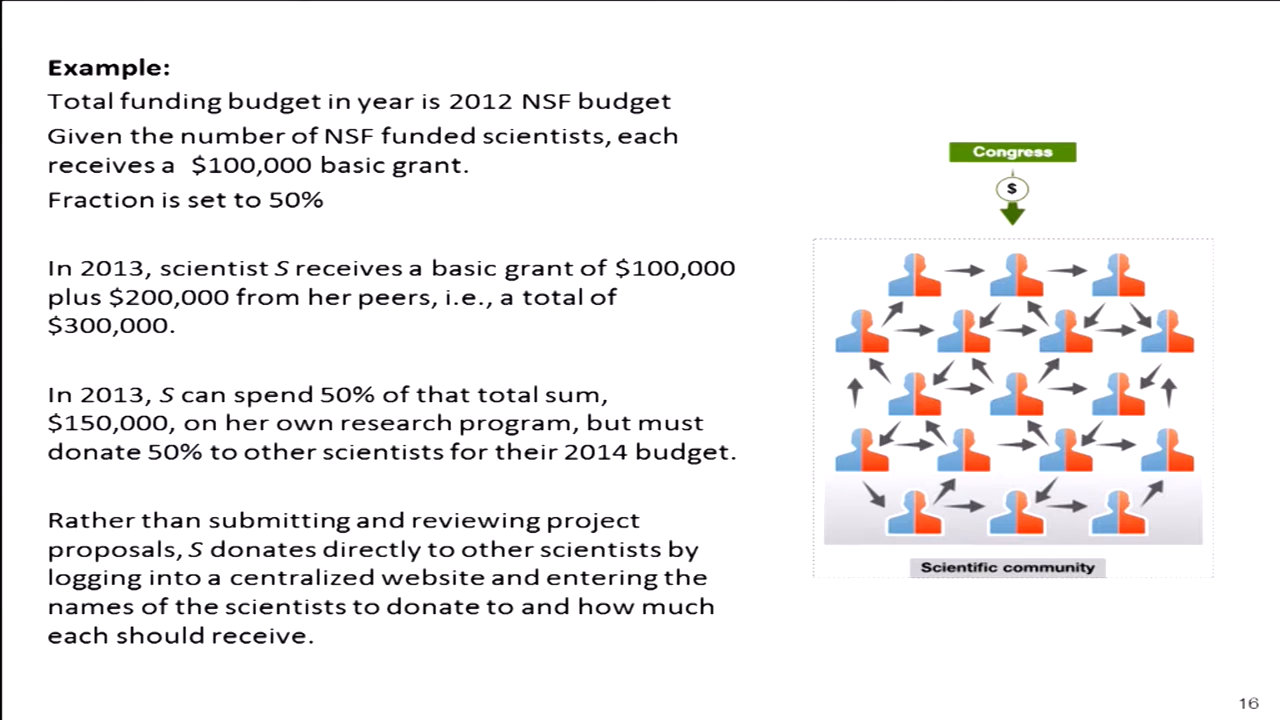 Example:
Total funding budget in year is 2012 NSF budget
Given the number of NSF funded scientists, each
receives a $100,000 basic grant.
Fraction is set to 50%
In 2013, scientist S receives a basic grant of $100,000
plus $200,000 from her peers, i.e., a total of
$300,000.
In 2013, S can spend 50% of that total sum,
$150,000, on her own research program, but must
donate 50% to other scientists for their 2014 budget.
Rather than submitting and reviewing project
proposals, S donates directly to other scientists by
logging into a centralized website and entering the
names of the scientists to donate to and how much
each should receive.
Congress
$
Scientific community
16